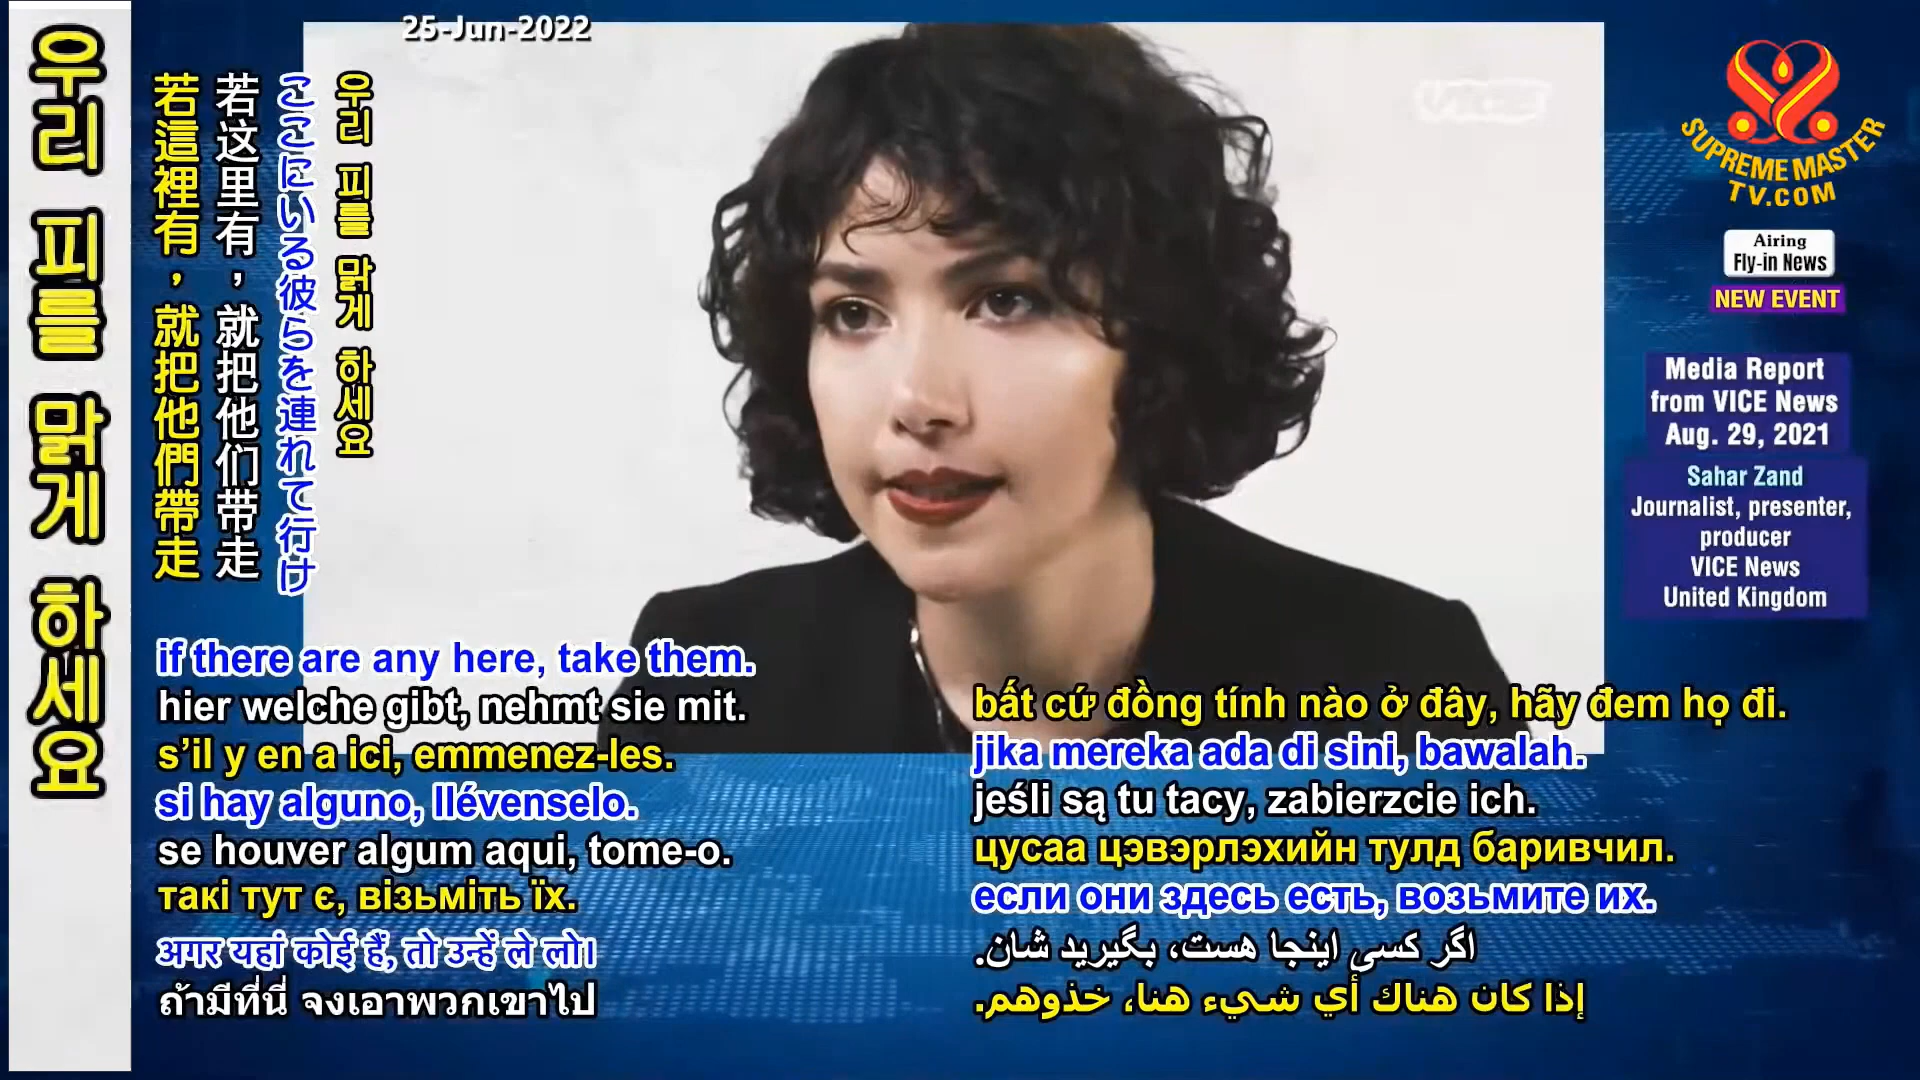 25-Jun-2022
우리 피를 맑게 하세요
若這裡有，就把他們帶走
若这里有，就把他们带走
ここにいる彼らを連れて行け
우리 피를 맑게 하세요
VICE
SUPREME MASTER
TV.COM
Airing
Fly-in News
NEW EVENT
Media Report
from VICE News
Aug. 29, 2021
Sahar Zand
Journalist, presenter,
producer
VICE News
United Kingdom
if there are any here, take them.
hier welche gibt, nehmt sie mit.
s’il y en a ici, emmenez-les.
si hay alguno, llévenselo.
se houver algum aqui, tome-o.
такі тут є, візьміть їх.
अगर यहां कोई हैं, तो उन्हें ले लो।
ถ้ามีที่นี่ จงเอาพวกเขาไป
bất cứ đồng tính nào ở đây, hãy đem họ đi.
jika mereka ada di sini, bawalah.
jeśli są tu tacy, zabierzcie ich.
цусаа цэвэрлэхийн тулд баривчил.
если они здесь есть, возьмите их.
اگر کسی اینجا هست، بگیرید شان.
إذا كان هناك أي شيء هنا، خذوهم.